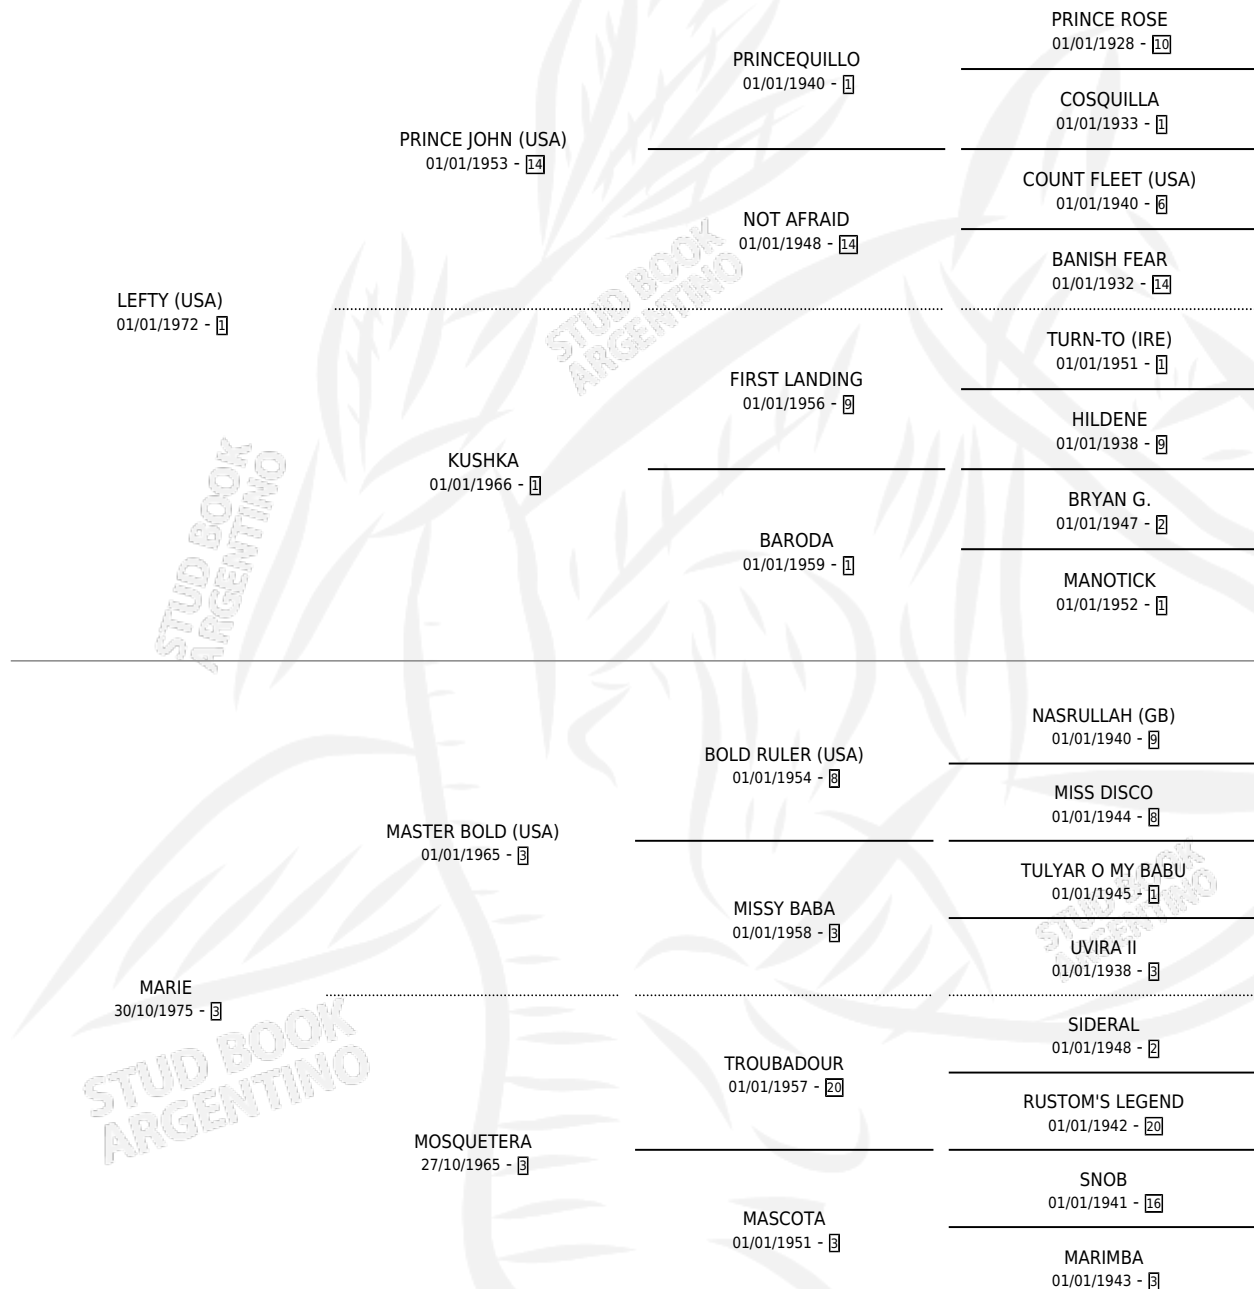 PRINCE ROSE
01/01/1928 - 10
PRINCEQUILLO
01/01/1940 - 1
COSQUILLA
01/01/1933 - 1
PRINCE JOHN (USA)
01/01/1953 - 14
COUNT FLEET (USA)
01/01/1940 - 6
NOT AFRAID
01/01/1948 - 14
BANISH FEAR
01/01/1932 - 14
LEFTY (USA)
01/01/1972 - 1
TURN-TO (IRE)
01/01/1951 - 1
FIRST LANDING
01/01/1956 - 9
HILDENE
01/01/1938 - 9
KUSHKA
01/01/1966 - 1
BRYAN G.
01/01/1947 - 2
BARODA
01/01/1959 - 1
MANOTICK
01/01/1952 - 1
NASRULLAH (GB)
01/01/1940 - 9
BOLD RULER (USA)
01/01/1954 - 8
MISS DISCO
01/01/1944 - 8
MASTER BOLD (USA)
01/01/1965 - 3
TULYAR O MY BABU
01/01/1945 - 1
MISSY BABA
01/01/1958 - 3
UVIRA II
01/01/1938 - 3
MARIE
30/10/1975 - 3
SIDERAL
01/01/1948 - 2
TROUBADOUR
01/01/1957 - 20
RUSTOM'S LEGEND
01/01/1942 - 20
MOSQUETERA
27/10/1965 - 3
SNOB
01/01/1941 - 16
MASCOTA
01/01/1951 - 3
MARIMBA
01/01/1943 - 3
STUD BOOK
ARGENTINO
STUD BOOK
ARGENTINO
STUD BOOK
ARGENTINO
STUD BOOK
ARGENTINO